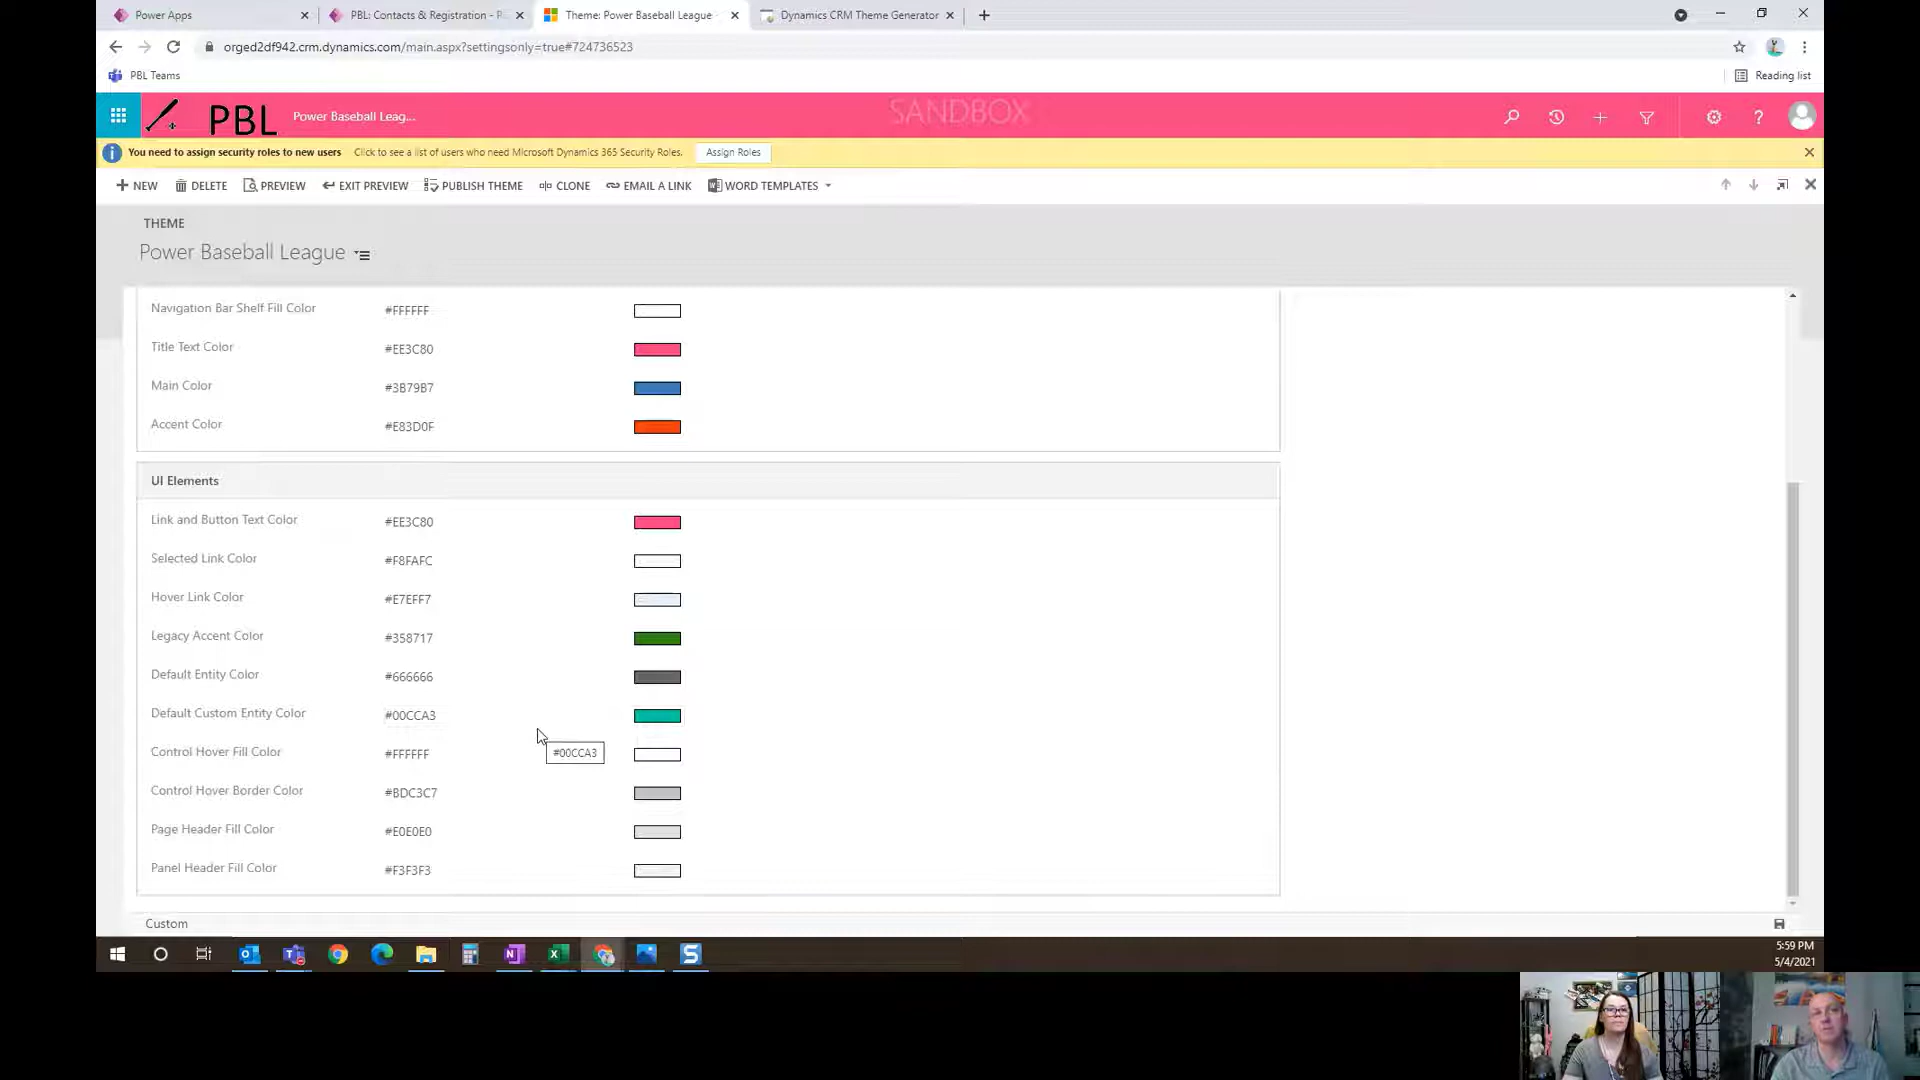 Power Apps
PBL: Contacts & Registration - P
Theme: Power Baseball League
Dynamics CRM Theme Generator
orged2df942.crm.dynamics.com/main.aspx?settingsonly=true#724736523
PBL Teams
Reading list
PBL
Power Baseball Leag...
SANDBOX
You need to assign security roles to new users Click to see a list of users who need Microsoft Dynamics 365 Security Roles. Assign Roles
NEW DELETE PREVIEW EXIT PREVIEW PUBLISH THEME CLONE EMAIL A LINK WORD TEMPLATES
THEME
Power Baseball League
Navigation Bar Shelf Fill Color #FFFFFF
Title Text Color #EE3C80
Main Color #3B79B7
Accent Color #E83D0F
UI Elements
Link and Button Text Color #EE3C80
Selected Link Color #F8FAFC
Hover Link Color #E7EFF7
Legacy Accent Color #358717
Default Entity Color #666666
Default Custom Entity Color #00CCA3
#00CCA3
Control Hover Fill Color #FFFFFF
Control Hover Border Color #BDC3C7
Page Header Fill Color #E0E0E0
Panel Header Fill Color #F3F3F3
Custom
5:59 PM
5/4/2021